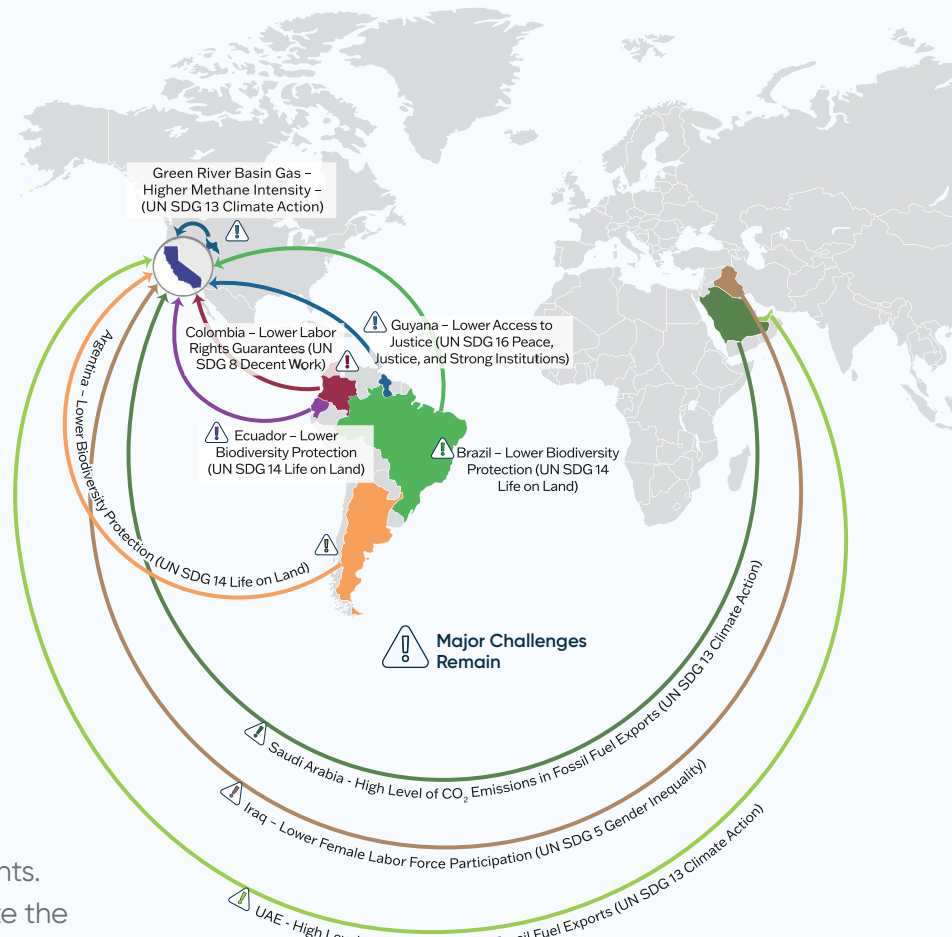 Green River Basin Gas –
Higher Methane Intensity –
(UN SDG 13 Climate Action)
Colombia – Lower Labor
Rights Guarantees (UN
SDG 8 Decent Work)
Guyana – Lower Access to
Justice (UN SDG 16 Peace,
Justice, and Strong Institutions)
Ecuador – Lower
Biodiversity Protection
(UN SDG 14 Life on Land)
Brazil – Lower Biodiversity
Protection (UN SDG 14
Life on Land)
Argentina – Lower Biodiversity Protection (UN SDG 14 Life on Land)
Major Challenges
Remain
Saudi Arabia - High Level of CO₂ Emissions in Fossil Fuel Exports (UN SDG 13 Climate Action)
Iraq – Lower Female Labor Force Participation (UN SDG 5 Gender Inequality)
UAE - High Fuel Exports (UN SDG 13 Climate Action)
the